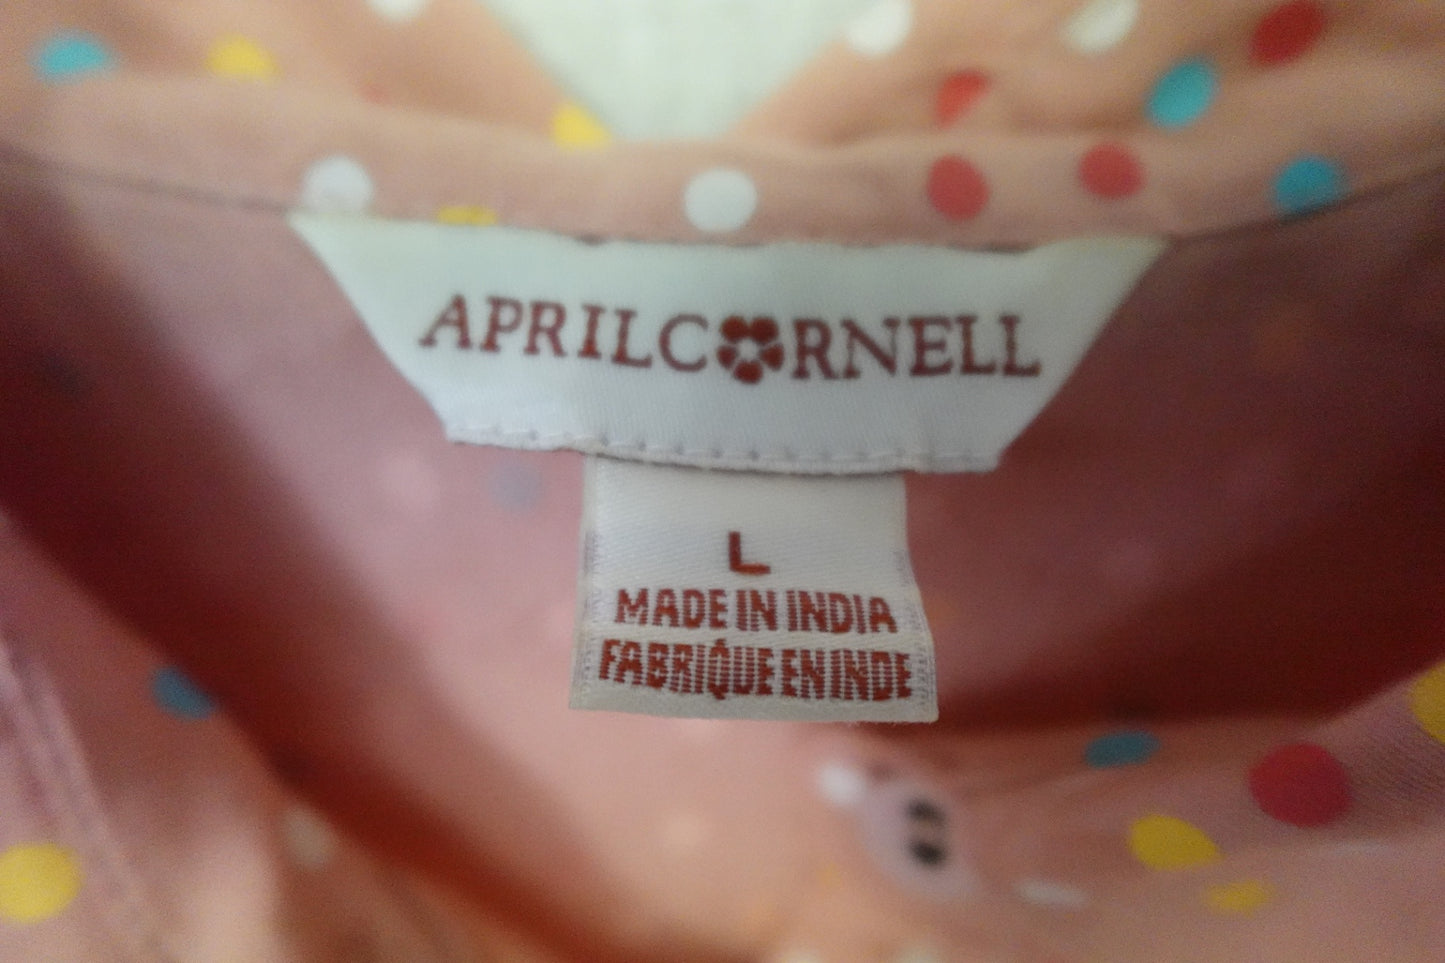 APRILCORNELL
L
MADE IN INDIA
FABRIQUE EN INDE